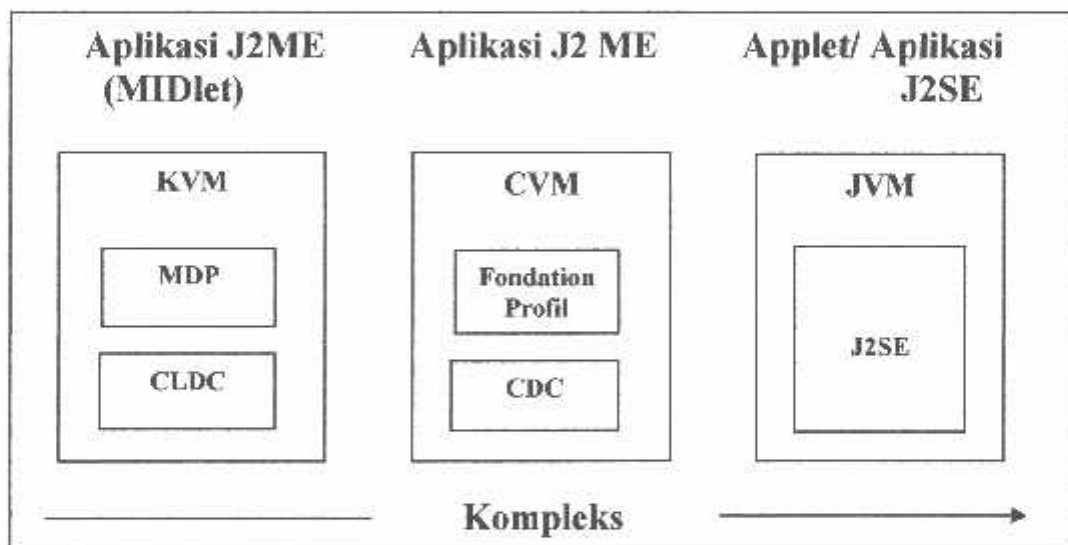 Aplikasi J2ME
(MIDlet)
Aplikasi J2 ME
Applet/ Aplikasi
J2SE
KVM
MDP
CLDC
CVM
Fondation
Profil
CDC
JVM
J2SE
Kompleks